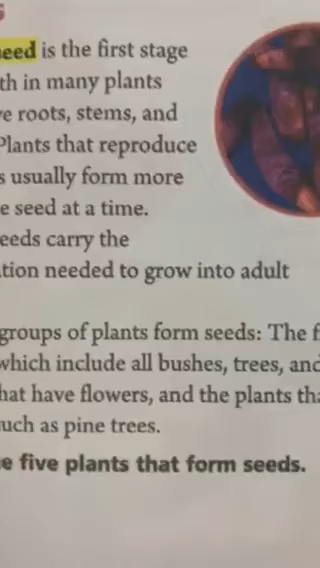 seed is the first stage
in many plants
roots, stems, and
Plants that reproduce
usually form more
seed at a time.
eeds carry the
tion needed to grow into adult
groups of plants form seeds: The
which include all bushes, trees, and
hat have flowers, and the plants tha
uch as pine trees.
e five plants that form seeds.